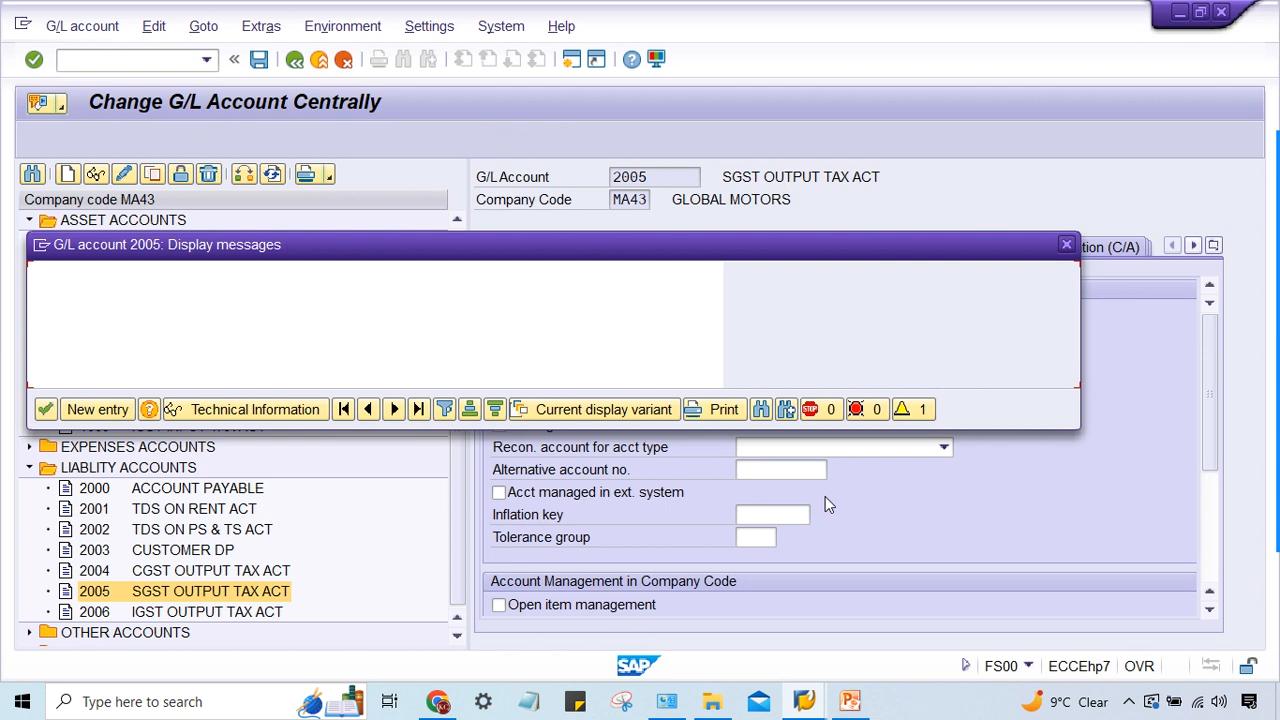 G/L account Edit Goto Extras Environment Settings System Help
Change G/L Account Centrally
G/L Account 2005 SGST OUTPUT TAX ACT
Company code MA43
Company Code MA43 GLOBAL MOTORS
ASSET ACCOUNTS
G/L account 2005: Display messages
tion (C/A)
New entry Technical Information Current display variant Print STOP 0 0 1
EXPENSES ACCOUNTS
Recon. account for acct type
LIABLITY ACCOUNTS
Alternative account no.
2000 ACCOUNT PAYABLE
Acct managed in ext. system
2001 TDS ON RENT ACT
Inflation key
2002 TDS ON PS & TS ACT
Tolerance group
2003 CUSTOMER DP
2004 CGST OUTPUT TAX ACT
Account Management in Company Code
2005 SGST OUTPUT TAX ACT
Open item management
2006 IGST OUTPUT TAX ACT
OTHER ACCOUNTS
SAP
FS00 ECCEhp7 OVR
Type here to search
9°C Clear